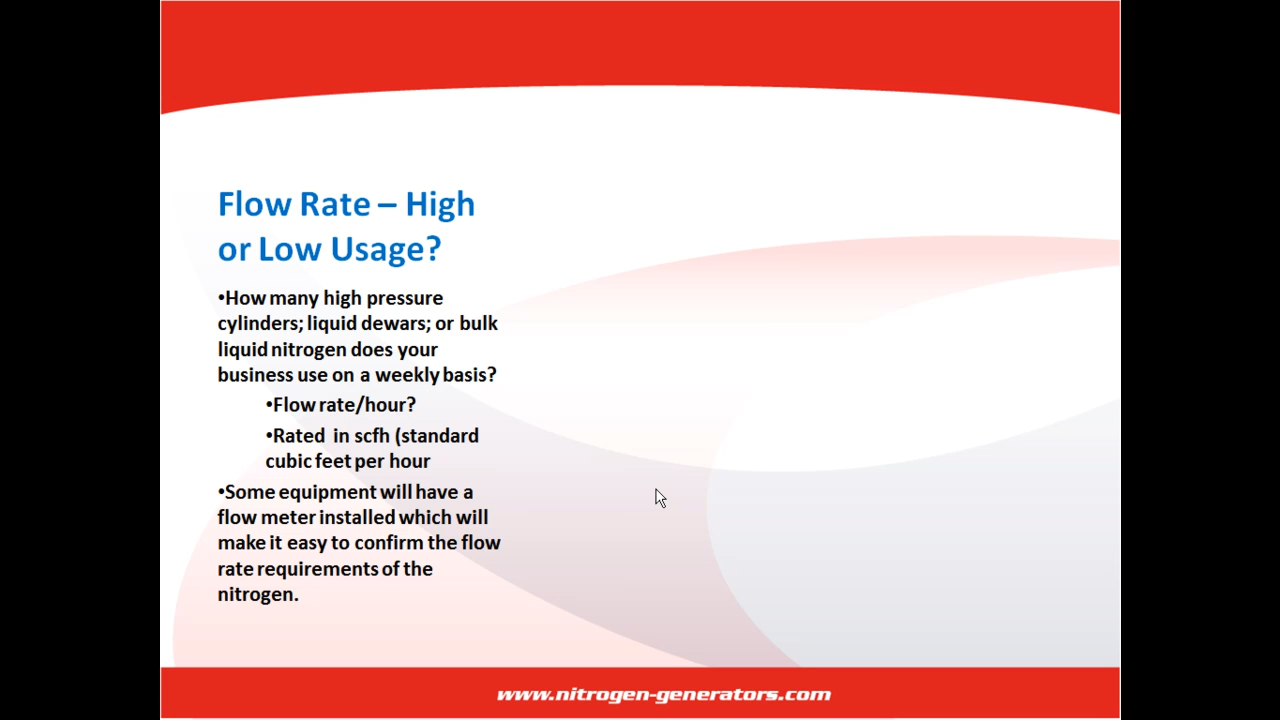 Flow Rate – High
or Low Usage?
•How many high pressure
cylinders; liquid dewars; or bulk
liquid nitrogen does your
business use on a weekly basis?
•Flow rate/hour?
•Rated  in scfh (standard
cubic feet per hour
•Some equipment will have a
flow meter installed which will
make it easy to confirm the flow
rate requirements of the
nitrogen.
www.nitrogen-generators.com